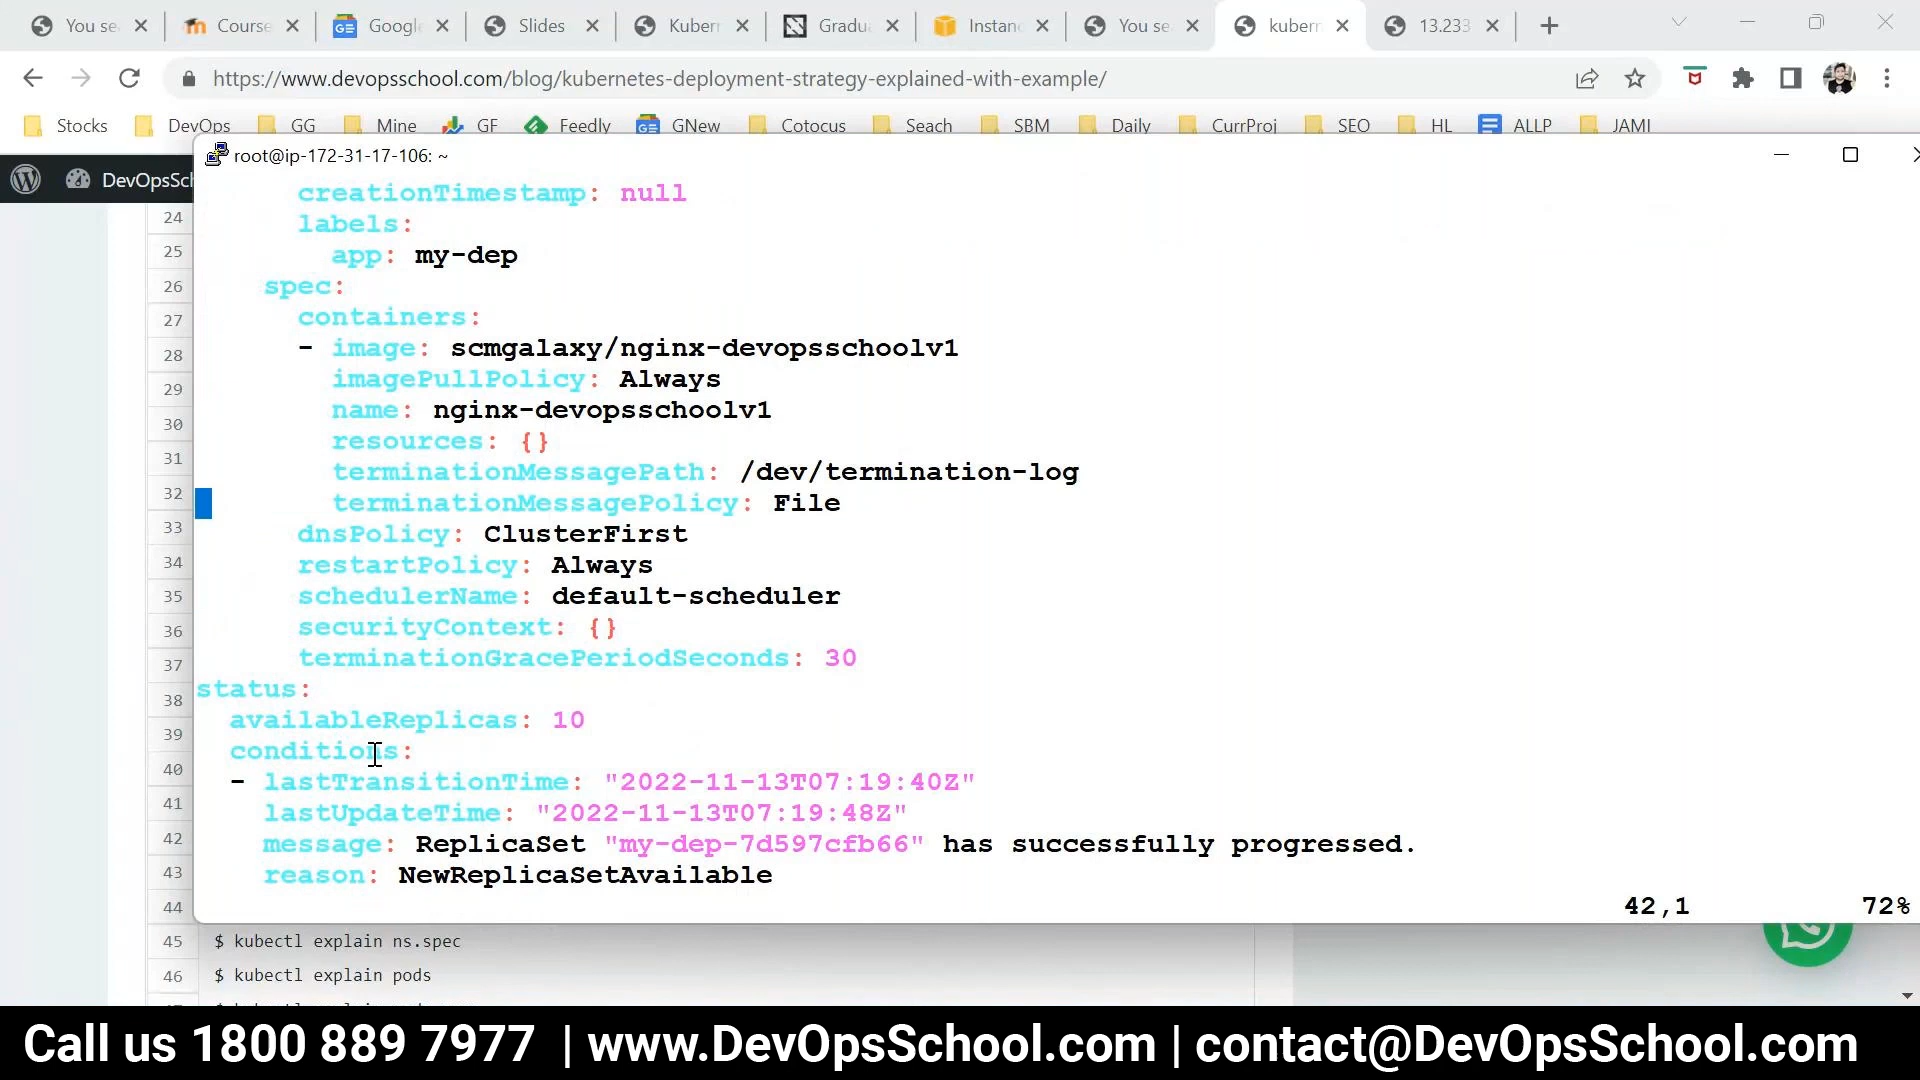 You se
Course
Googl
Slides
Kuber
Gradu
Instan
You se
kubern
13.233
https://www.devopsschool.com/blog/kubernetes-deployment-strategy-explained-with-example/
Stocks
DevOps
GG
Mine
GF
Feedly
GNew
Cotocus
Seach
SBM
Daily
CurrProj
SEO
HL
ALLP
JAMI
root@ip-172-31-17-106: ~
DevOpsSch
creationTimestamp: null
24
labels:
25
app: my-dep
26
spec:
27
containers:
28
- image: scmgalaxy/nginx-devopsschoolv1
29
imagePullPolicy: Always
30
name: nginx-devopsschoolv1
31
resources: {}
terminationMessagePath: /dev/termination-log
32
terminationMessagePolicy: File
33
dnsPolicy: ClusterFirst
34
restartPolicy: Always
35
schedulerName: default-scheduler
36
securityContext: {}
37
terminationGracePeriodSeconds: 30
38
status:
39
availableReplicas: 10
40
conditions:
41
- lastTransitionTime: "2022-11-13T07:19:40Z"
lastUpdateTime: "2022-11-13T07:19:48Z"
42
message: ReplicaSet "my-dep-7d597cfb66" has successfully progressed.
43
reason: NewReplicaSetAvailable
44
42,1 72%
45 $ kubectl explain ns.spec
46 $ kubectl explain pods
Call us 1800 889 7977 | www.DevOpsSchool.com | contact@DevOpsSchool.com